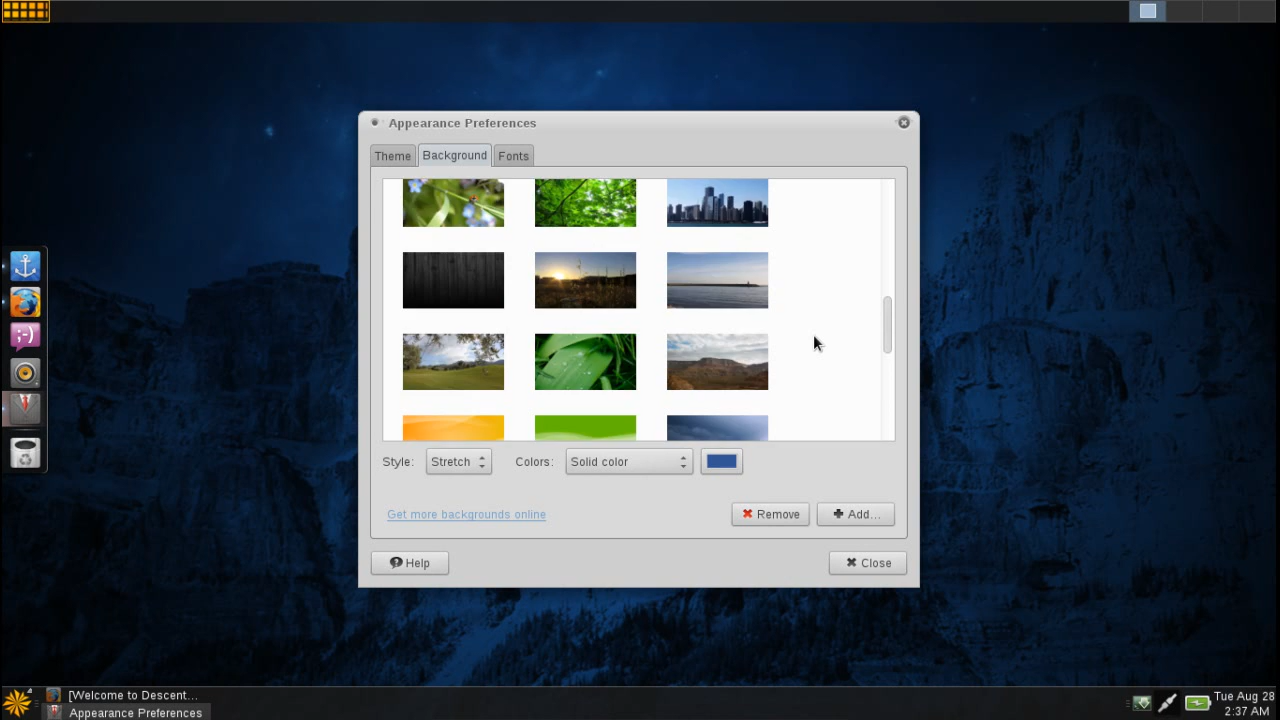 Appearance Preferences
Theme
Background
Fonts
Style:
Stretch
Colors:
Solid color
Get more backgrounds online
Remove
Add...
Help
Close
;-)
[Welcome to Descent...
Appearance Preferences
Tue Aug 28
2:37 AM